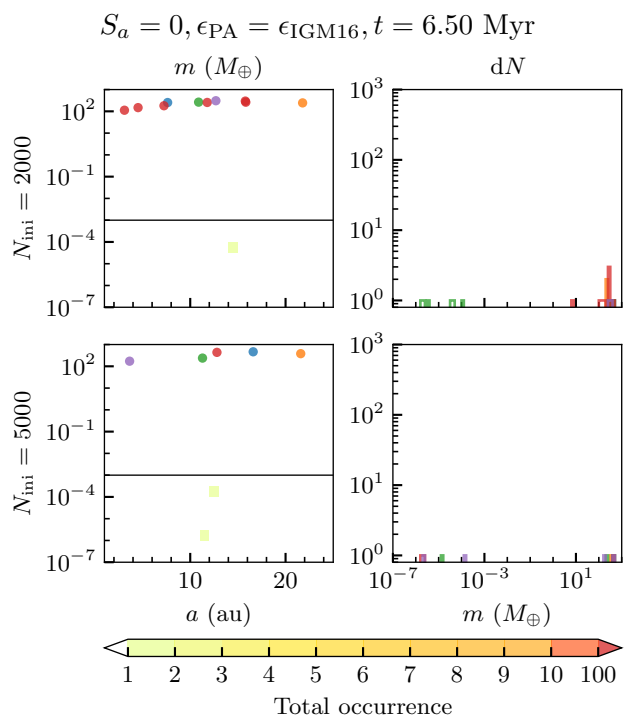 S_a = 0, ϵ_PA = ϵ_IGM16, t = 6.50 Myr
m (M_⊕)
dN
N_ini = 2000
10^2
10^−1
10^−4
10^−7
10^3
10^2
10^1
10^0
N_ini = 5000
10^2
10^−1
10^−4
10^−7
10^3
10^2
10^1
10^0
10 20
10^−7 10^−3 10^1
a (au)
m (M_⊕)
1 2 3 4 5 6 7 8 9 10 100
Total occurrence